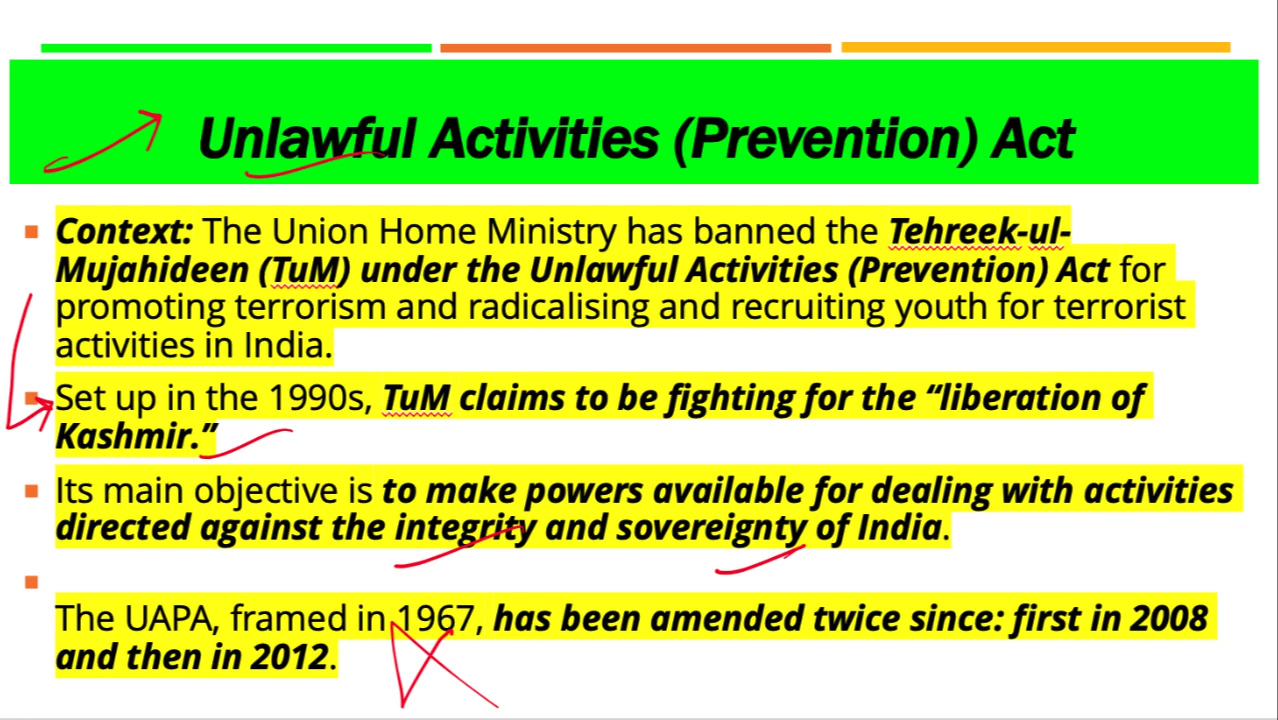 Unlawful Activities (Prevention) Act
Context: The Union Home Ministry has banned the Tehreek-ul-
Mujahideen (TuM) under the Unlawful Activities (Prevention) Act for
promoting terrorism and radicalising and recruiting youth for terrorist
activities in India.
Set up in the 1990s, TuM claims to be fighting for the “liberation of
Kashmir.”
Its main objective is to make powers available for dealing with activities
directed against the integrity and sovereignty of India.
The UAPA, framed in 1967, has been amended twice since: first in 2008
and then in 2012.